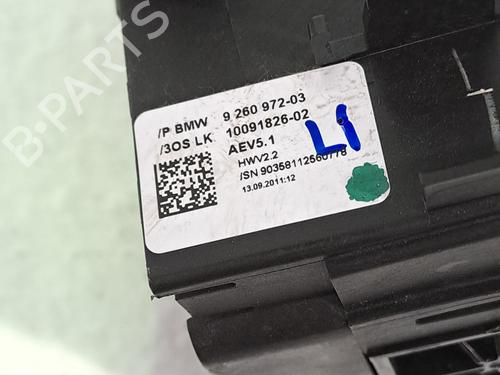 B-PARTS
/P BMW 9 260 972-03
/3OS LK 10091826-02
AEV5.1
HWV2.2
/SN 90358112560778
13.09.2011:12
LI